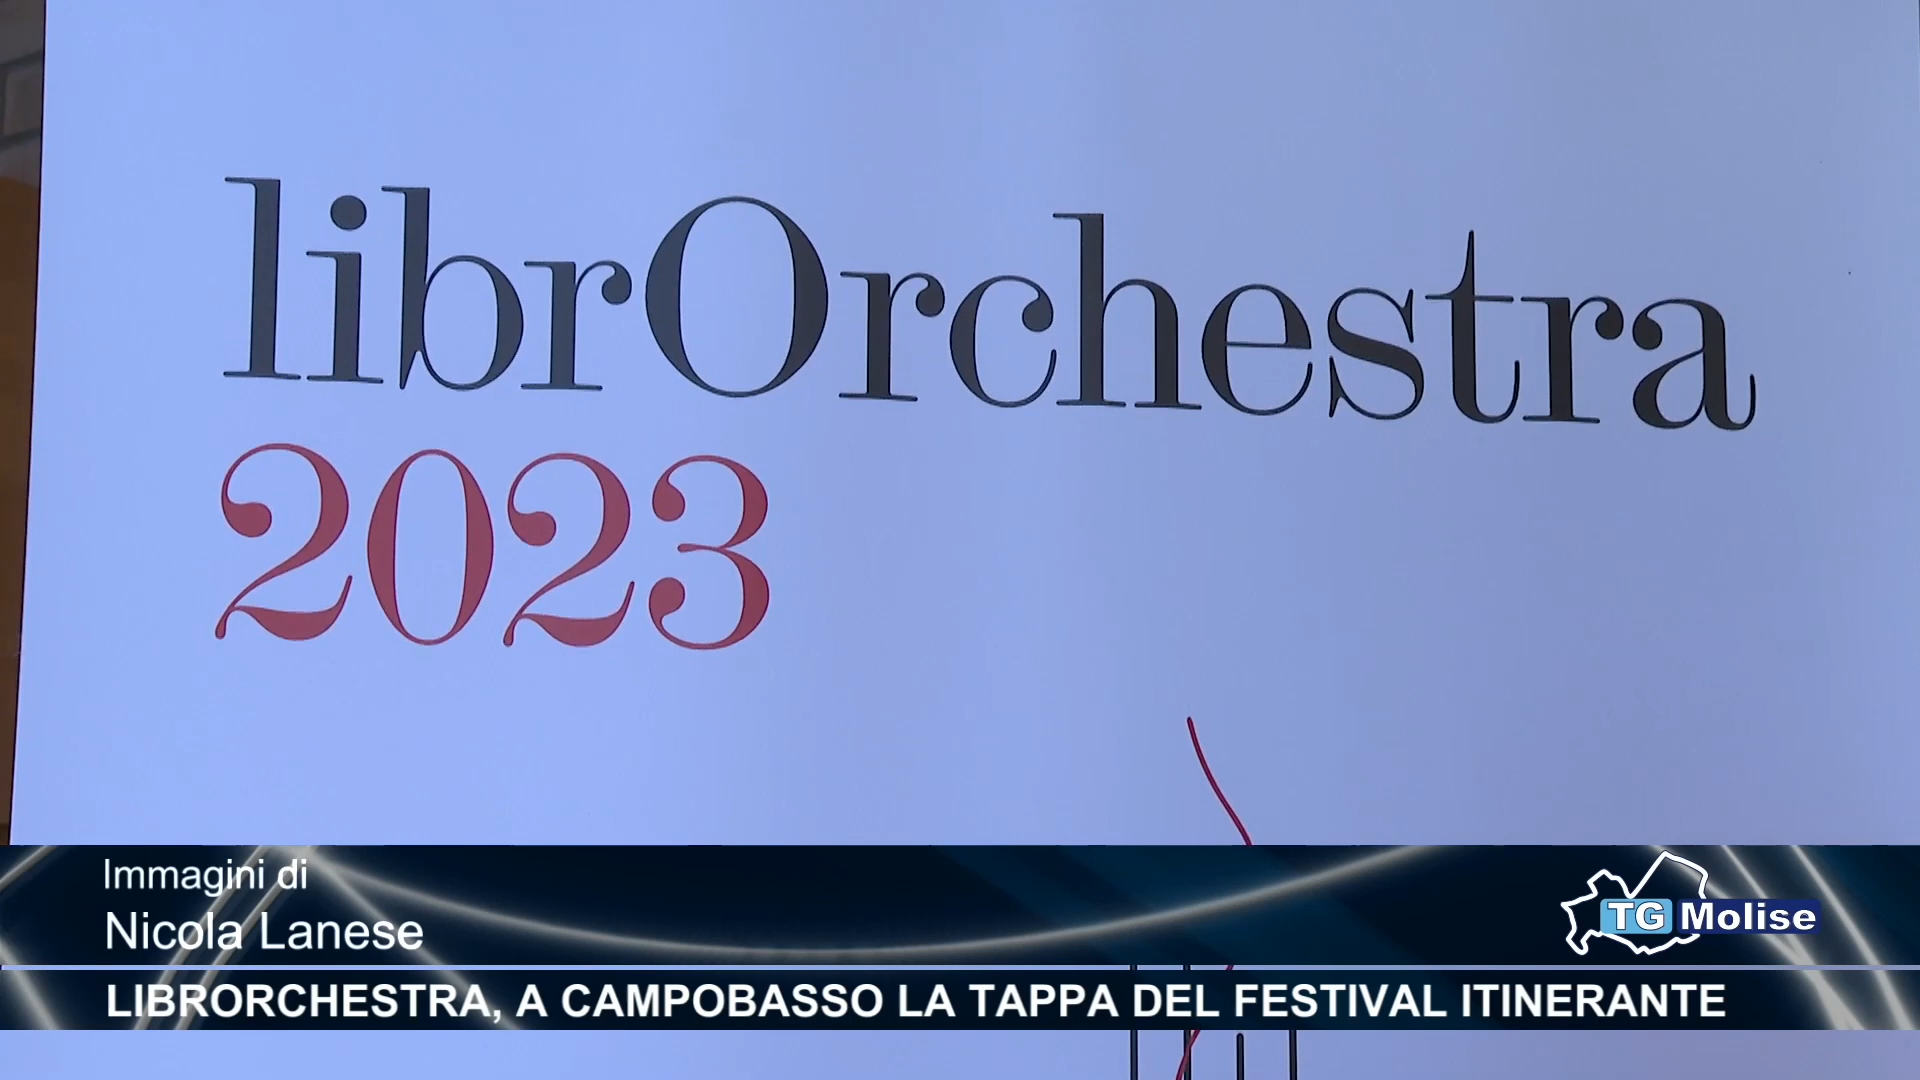 librOrchestra
2023
Immagini di
Nicola Lanese
TG Molise
LIBRORCHESTRA, A CAMPOBASSO LA TAPPA DEL FESTIVAL ITINERANTE